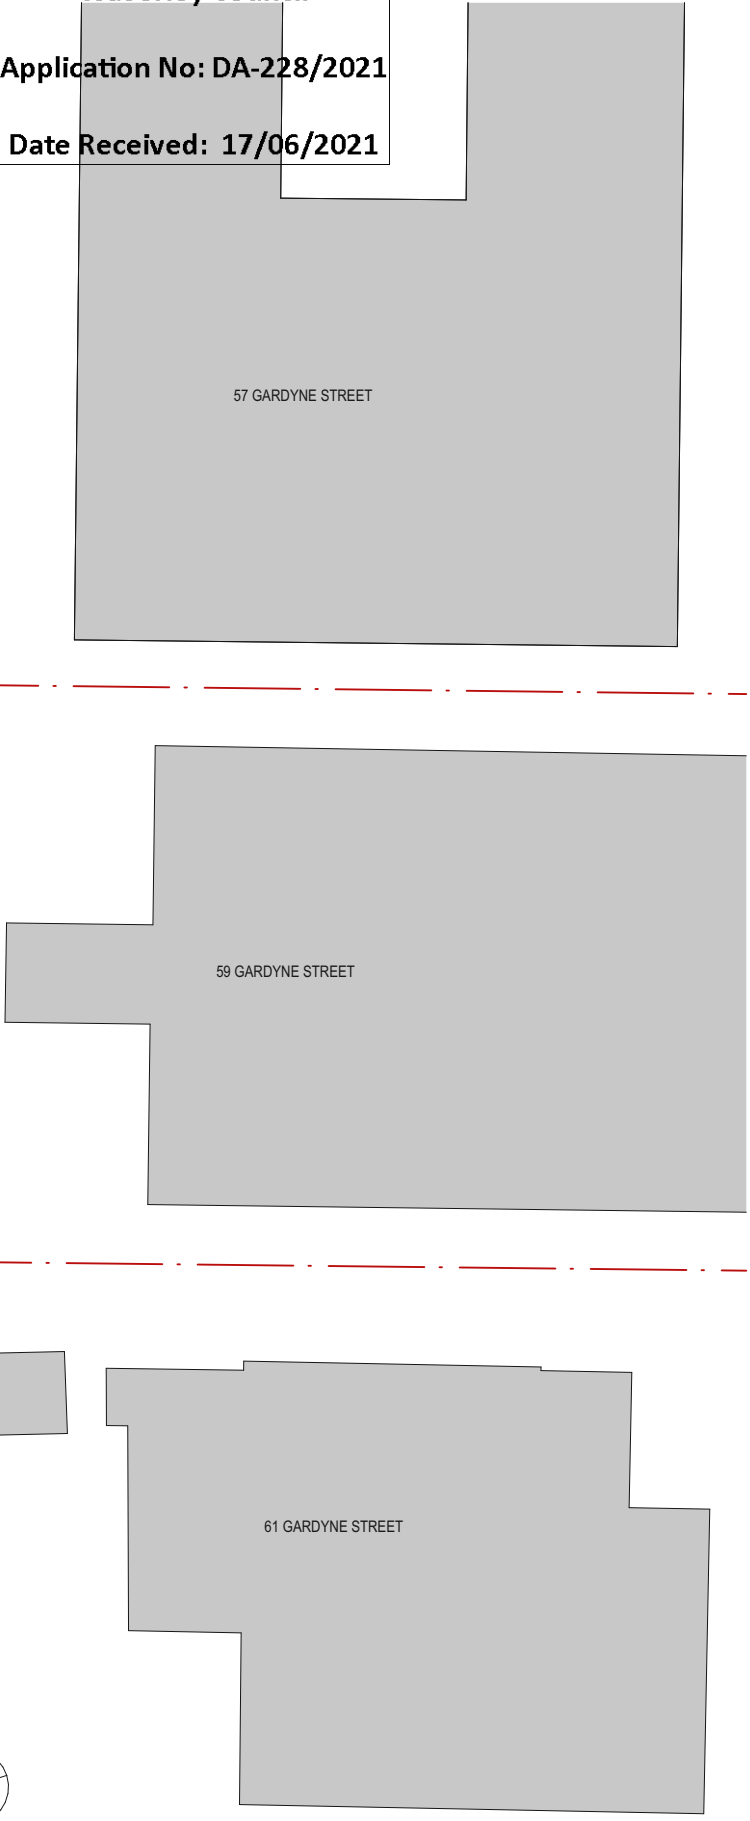 Application No: DA-228/2021
Date Received: 17/06/2021
57 GARDYNE STREET
59 GARDYNE STREET
61 GARDYNE STREET